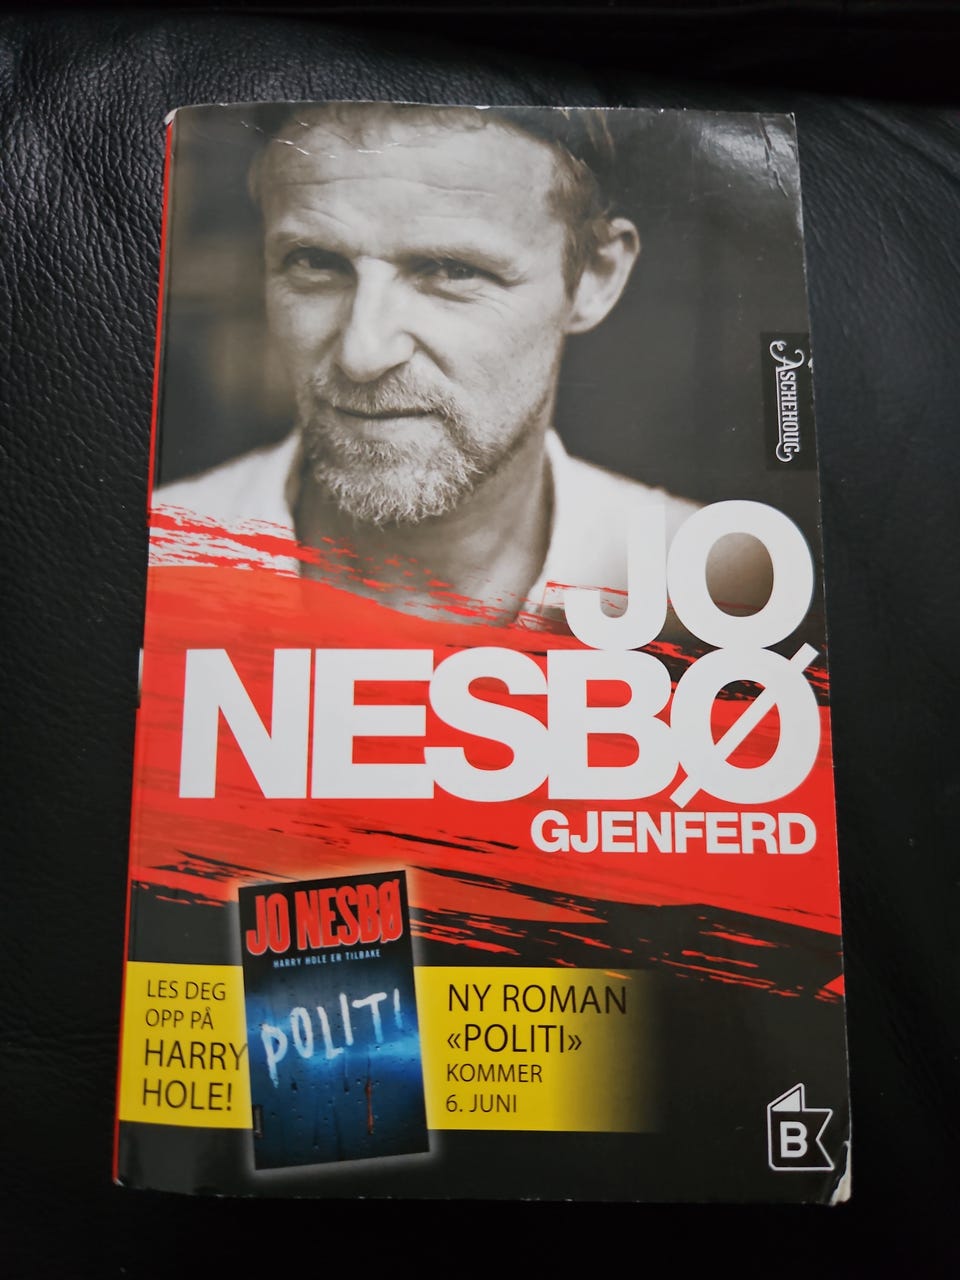 ASCHEHOUG
JO
NESBØ
GJENFERD
JO NESBØ
HARRY HOLE ER TILBAKE
POLITI
LES DEG
OPP PÅ
HARRY
HOLE!
NY ROMAN
«POLITI»
KOMMER
6. JUNI
B